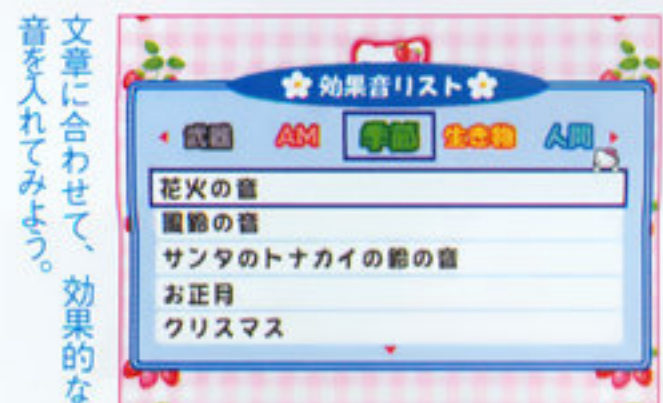 文章に合わせて、効果的な
音を入れてみよう。
効果音リスト
武器 AM 季節 生き物 人間
花火の音
風鈴の音
サンタのトナカイの鈴の音
お正月
クリスマス